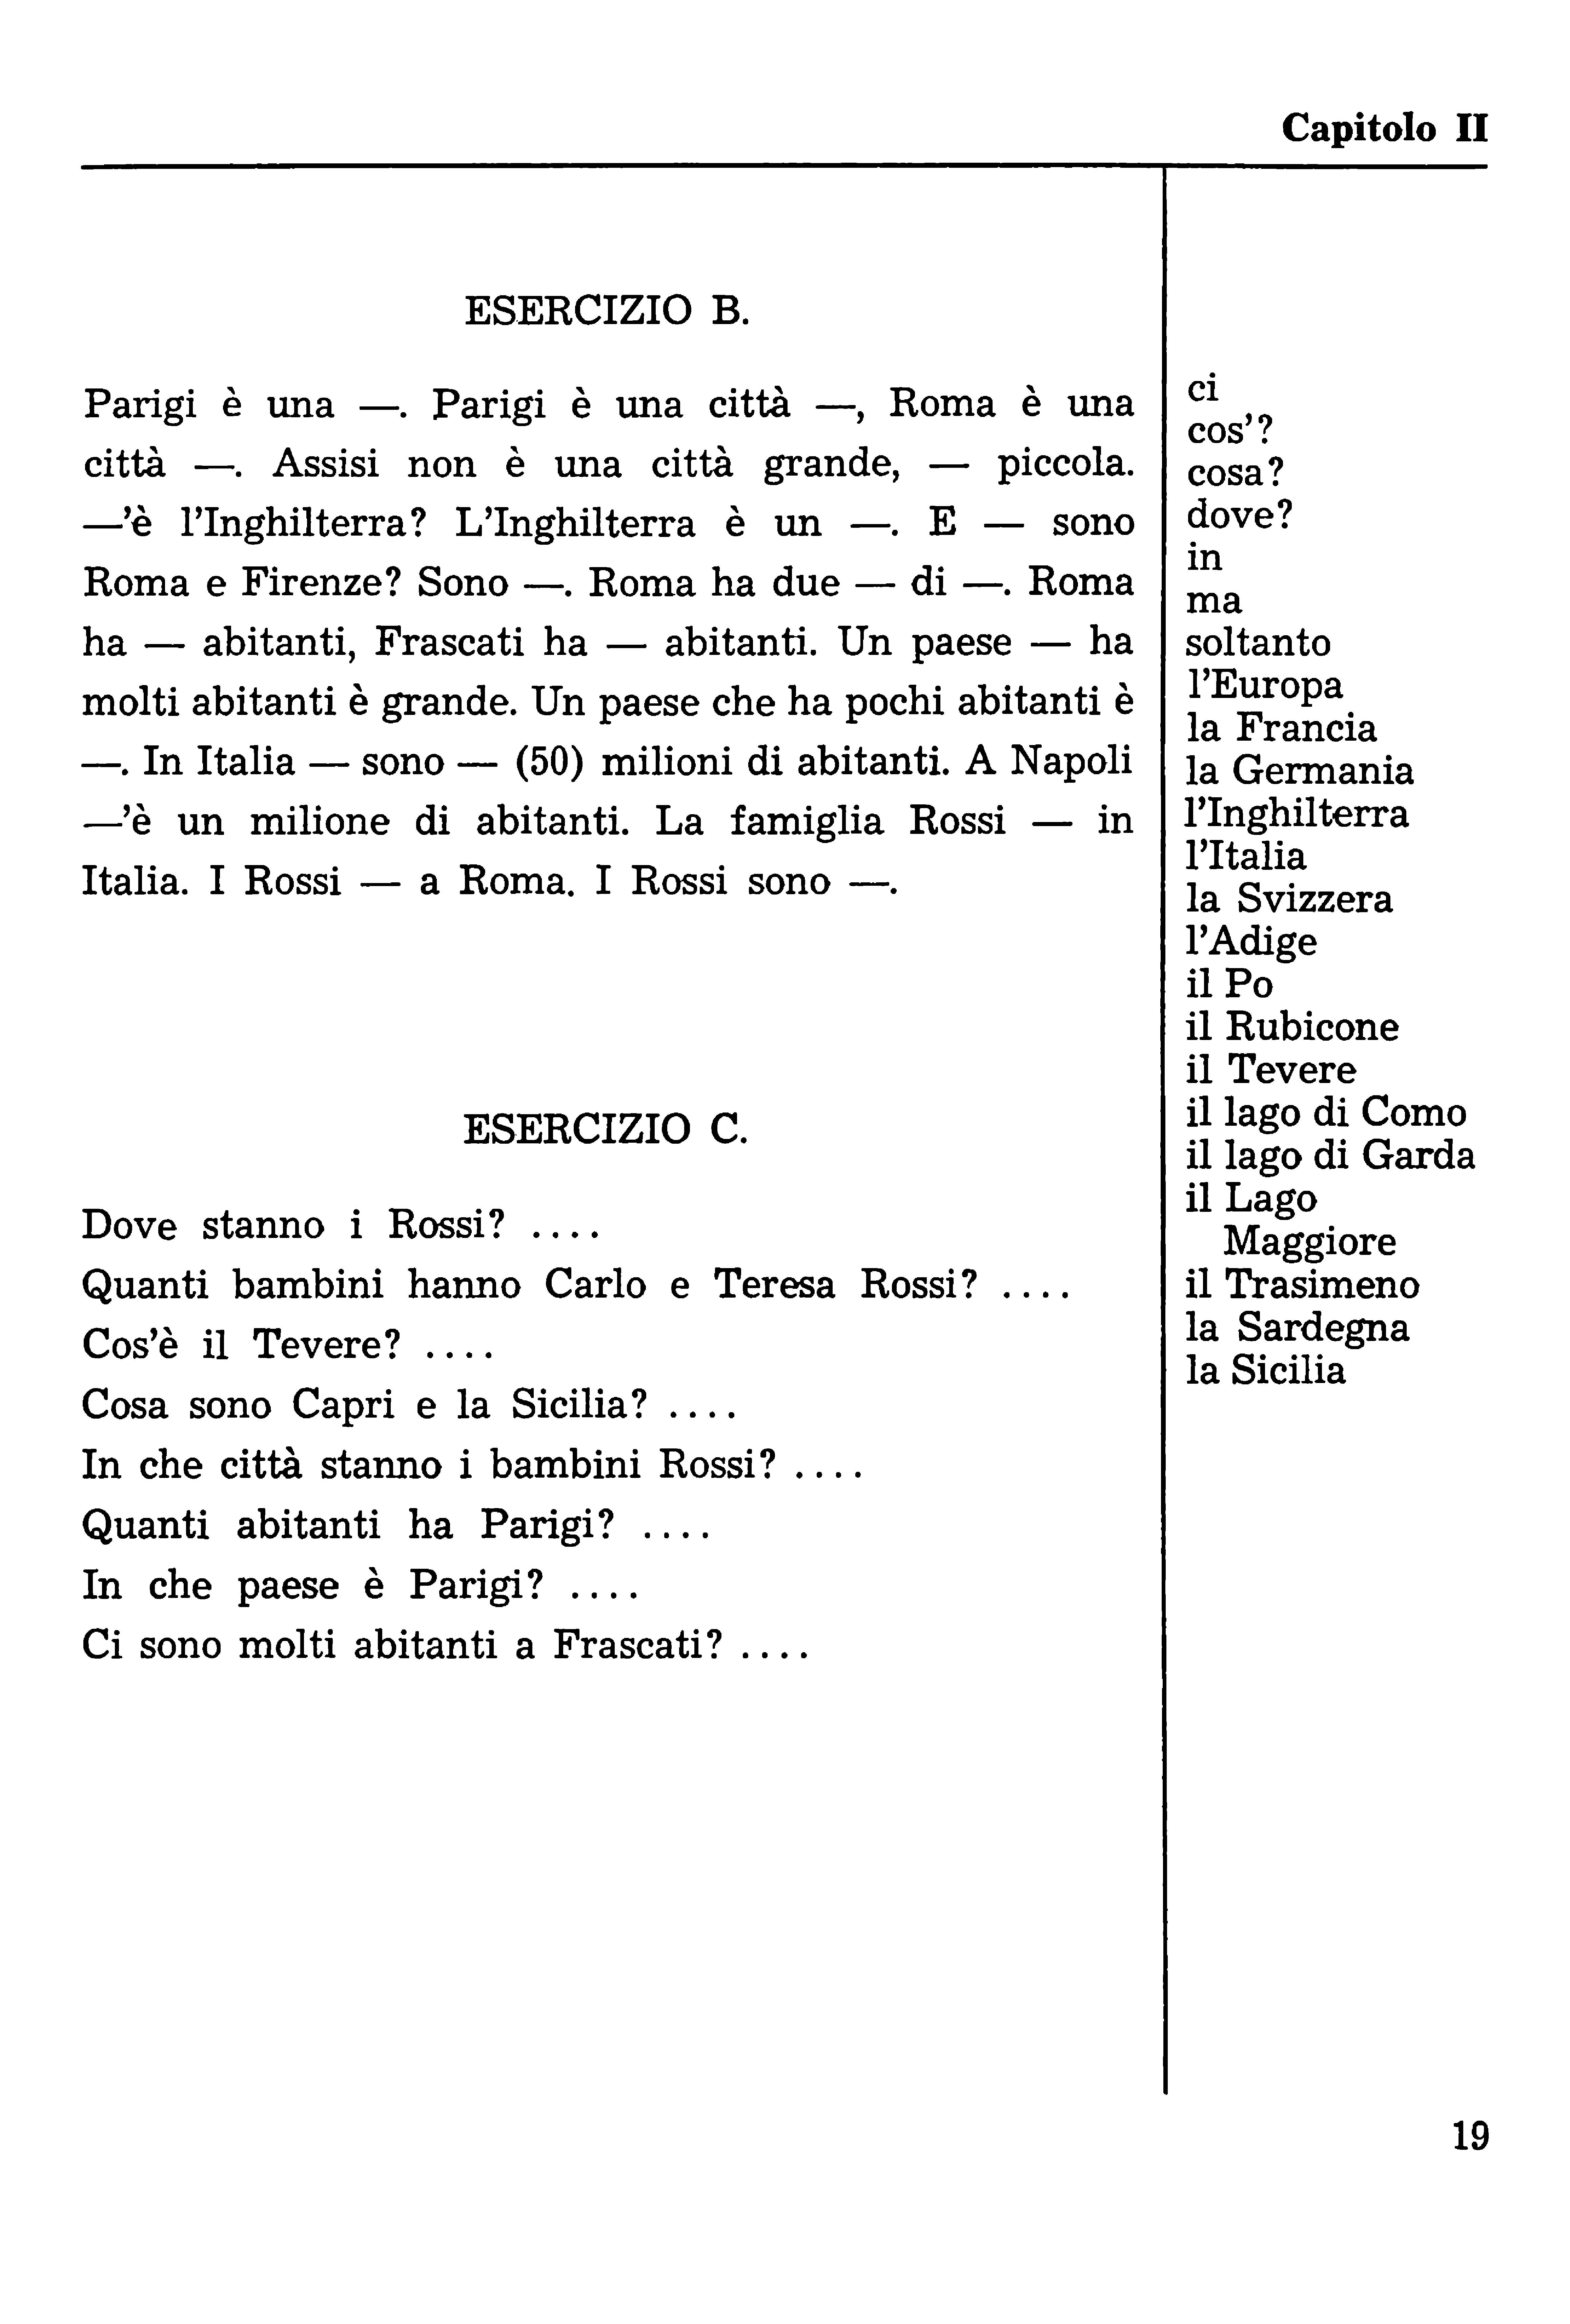 Capitolo II
ESERCIZIO B.
Parigi è una —. Parigi è una città —, Roma è una
città —. Assisi non è una città grande, — piccola.
—'è l'Inghilterra? L'Inghilterra è un —. E — sono
Roma e Firenze? Sono —. Roma ha due — di —. Roma
ha — abitanti, Frascati ha — abitanti. Un paese — ha
molti abitanti è grande. Un paese che ha pochi abitanti è
—. In Italia — sono — (50) milioni di abitanti. A Napoli
—'è un milione di abitanti. La famiglia Rossi — in
Italia. I Rossi — a Roma. I Rossi sono —.
ESERCIZIO C.
Dove stanno i Rossi? ....
Quanti bambini hanno Carlo e Teresa Rossi? ....
Cos'è il Tevere? ....
Cosa sono Capri e la Sicilia? ....
In che città stanno i bambini Rossi? ....
Quanti abitanti ha Parigi? ....
In che paese è Parigi? ....
Ci sono molti abitanti a Frascati? ....
ci
cos'?
cosa?
dove?
in
ma
soltanto
l'Europa
la Francia
la Germania
l'Inghilterra
l'Italia
la Svizzera
l'Adige
il Po
il Rubicone
il Tevere
il lago di Como
il lago di Garda
il Lago
Maggiore
il Trasimeno
la Sardegna
la Sicilia
19